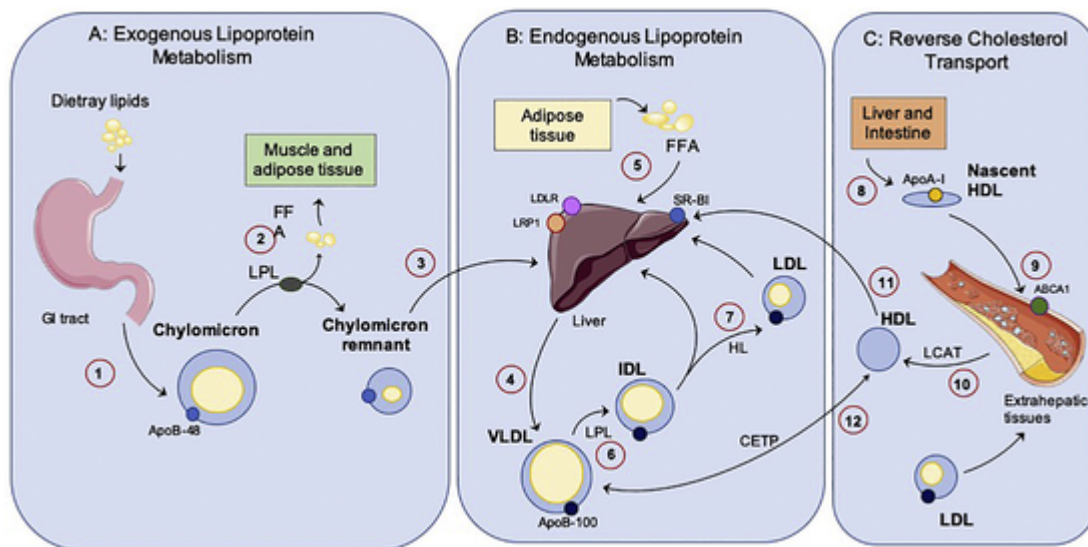 A: Exogenous Lipoprotein
Metabolism
Dietray lipids
Muscle and
adipose tissue
FF
A
2
LPL
3
GI tract
Chylomicron
Chylomicron
remnant
1
ApoB-48
B: Endogenous Lipoprotein
Metabolism
Adipose
tissue
FFA
5
LDLR
LRP1
SR-BI
LDL
Liver
7
HL
4
IDL
VLDL
LPL
6
CETP
ApoB-100
C: Reverse Cholesterol
Transport
Liver and
Intestine
8
ApoA-I
Nascent
HDL
9
ABCA1
11
HDL
LCAT
10
Extrahepatic
tissues
12
LDL